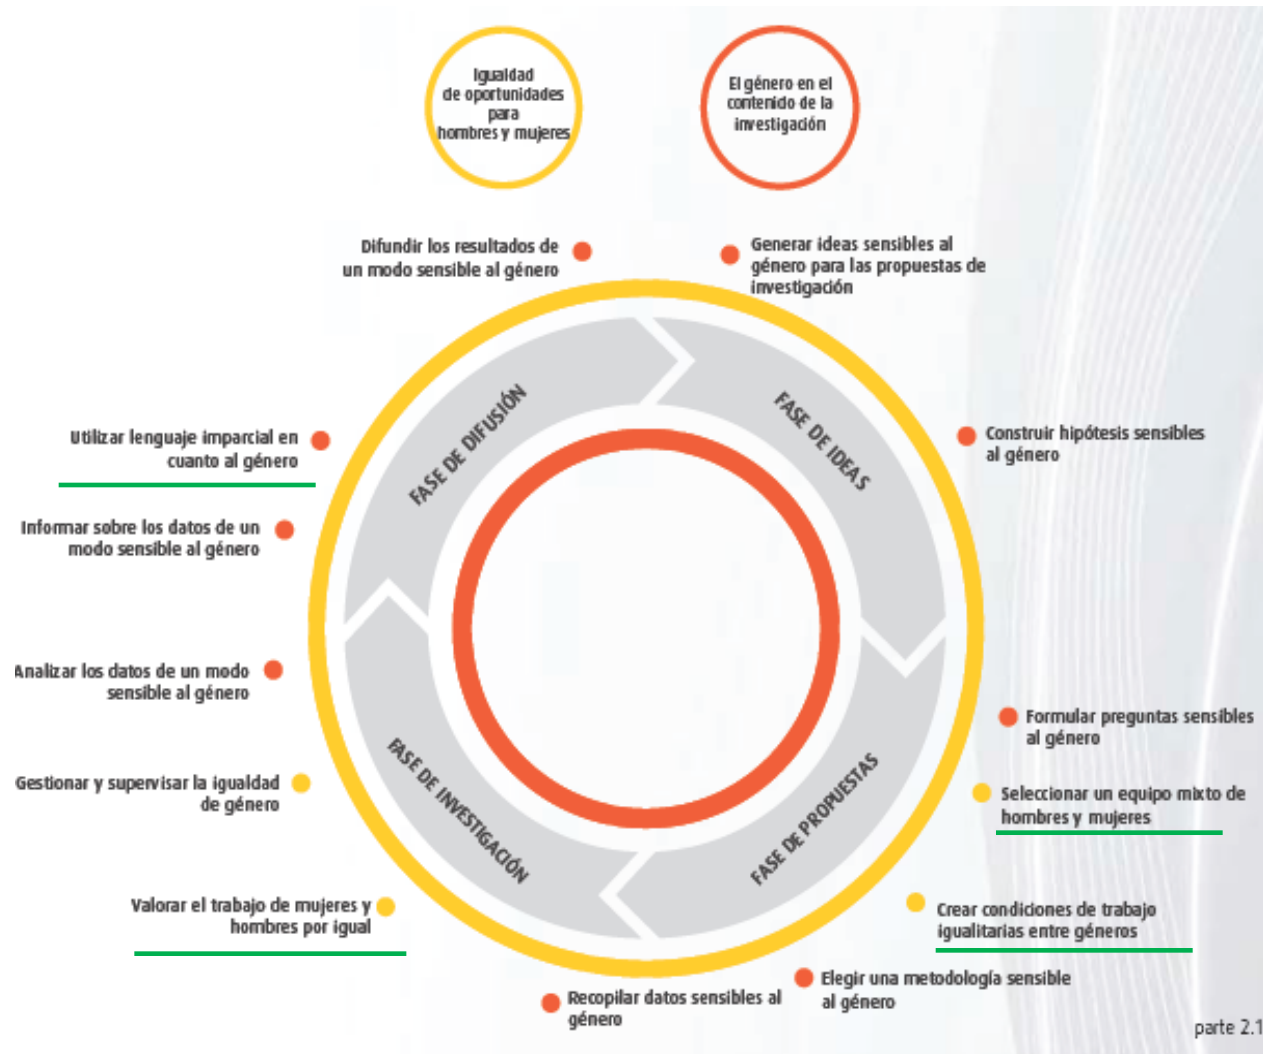 Igualdad
de oportunidades
para
hombres y mujeres
El género en el
contenido de la
investigación
Difundir los resultados de
un modo sensible al género
Generar ideas sensibles al
género para las propuestas de
investigación
FASE DE DIFUSIÓN
FASE DE IDEAS
Utilizar lenguaje imparcial en
cuanto al género
Construir hipótesis sensibles
al género
Informar sobre los datos de un
modo sensible al género
Analizar los datos de un modo
sensible al género
Formular preguntas sensibles
al género
FASE DE INVESTIGACIÓN
FASE DE PROPUESTAS
Gestionar y supervisar la igualdad
de género
Seleccionar un equipo mixto de
hombres y mujeres
Valorar el trabajo de mujeres y
hombres por igual
Crear condiciones de trabajo
igualitarias entre géneros
Elegir una metodología sensible
al género
Recopilar datos sensibles al
género
parte 2.1